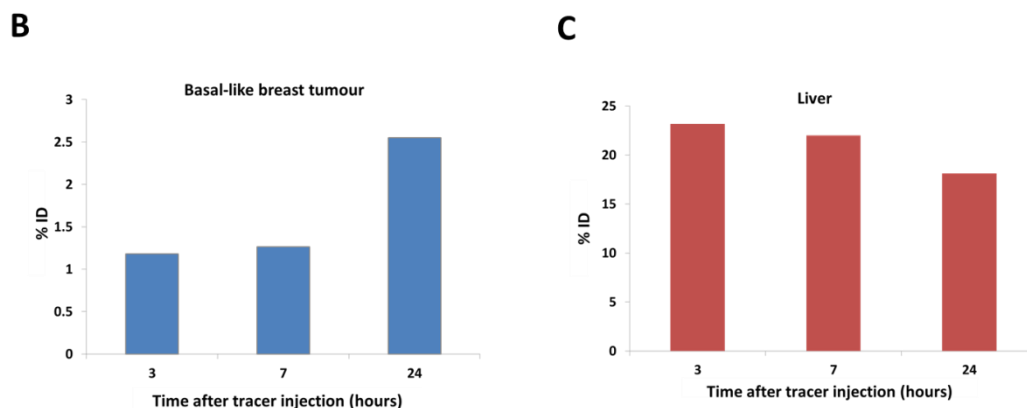 B
Basal-like breast tumour
3
2.5
2
1.5
1
0.5
0
% ID
3 7 24
Time after tracer injection (hours)
C
Liver
25
20
15
10
5
0
% ID
3 7 24
Time after tracer injection (hours)